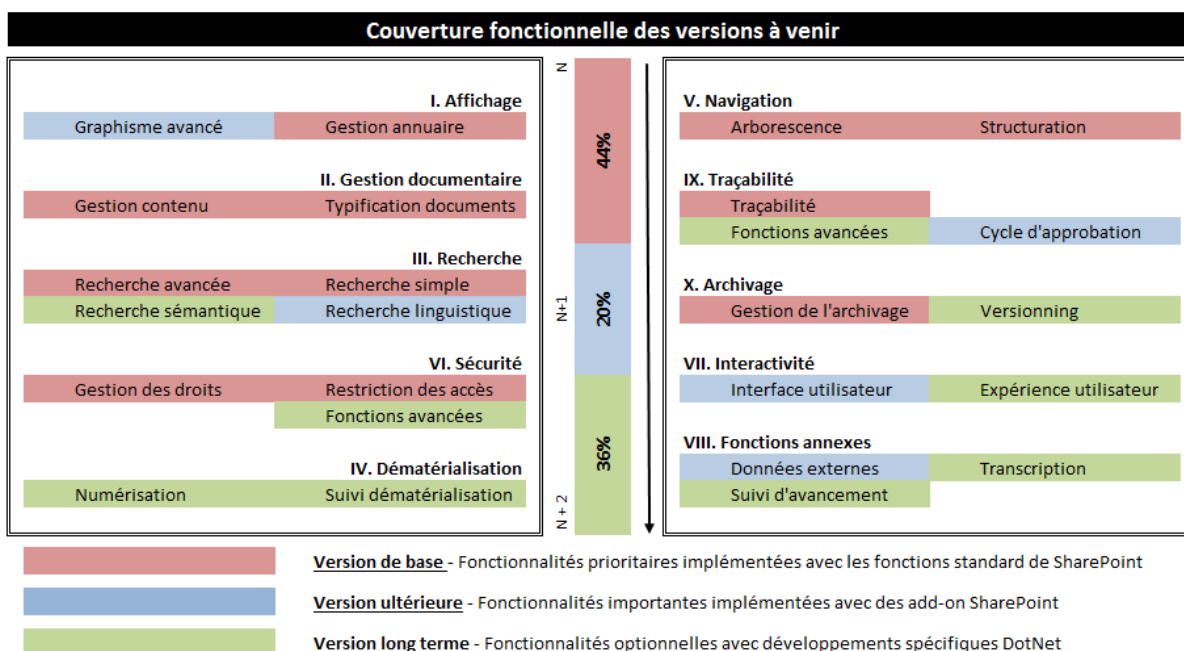 Couverture fonctionnelle des versions à venir
I. Affichage
Graphisme avancé Gestion annuaire
II. Gestion documentaire
Gestion contenu Typification documents
III. Recherche
Recherche avancée Recherche simple
Recherche sémantique Recherche linguistique
VI. Sécurité
Gestion des droits Restriction des accès
Fonctions avancées
IV. Dématérialisation
Numérisation Suivi dématérialisation
N
44%
N+1
20%
36%
N + 2
V. Navigation
Arborescence Structuration
IX. Traçabilité
Traçabilité
Fonctions avancées Cycle d'approbation
X. Archivage
Gestion de l'archivage Versionning
VII. Interactivité
Interface utilisateur Expérience utilisateur
VIII. Fonctions annexes
Données externes Transcription
Suivi d'avancement
Version de base - Fonctionnalités prioritaires implémentées avec les fonctions standard de SharePoint
Version ultérieure - Fonctionnalités importantes implémentées avec des add-on SharePoint
Version long terme - Fonctionnalités optionnelles avec développements spécifiques DotNet